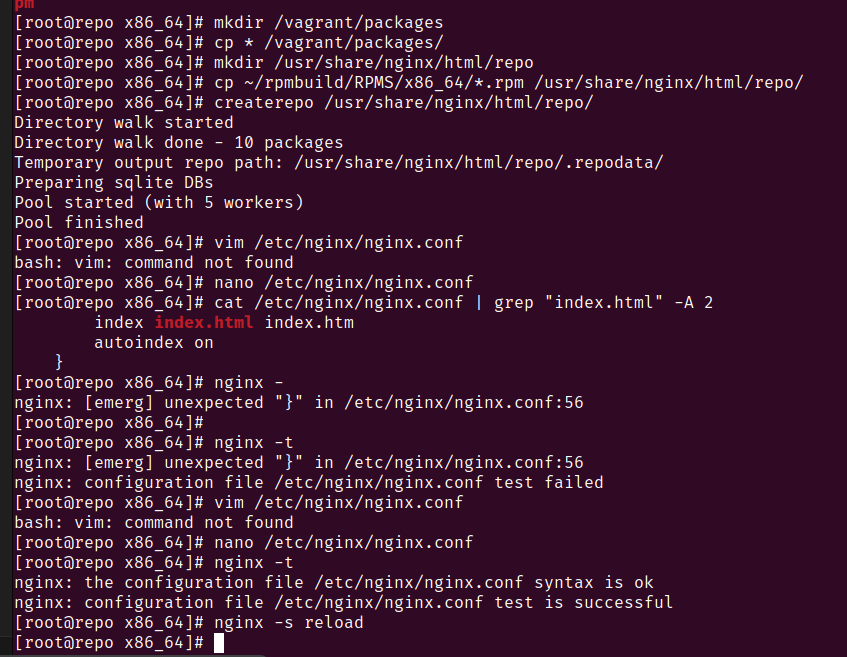 pm
[root@repo x86_64]# mkdir /vagrant/packages
[root@repo x86_64]# cp * /vagrant/packages/
[root@repo x86_64]# mkdir /usr/share/nginx/html/repo
[root@repo x86_64]# cp ~/rpmbuild/RPMS/x86_64/*.rpm /usr/share/nginx/html/repo/
[root@repo x86_64]# createrepo /usr/share/nginx/html/repo/
Directory walk started
Directory walk done - 10 packages
Temporary output repo path: /usr/share/nginx/html/repo/.repodata/
Preparing sqlite DBs
Pool started (with 5 workers)
Pool finished
[root@repo x86_64]# vim /etc/nginx/nginx.conf
bash: vim: command not found
[root@repo x86_64]# nano /etc/nginx/nginx.conf
[root@repo x86_64]# cat /etc/nginx/nginx.conf | grep "index.html" -A 2
        index index.html index.htm
        autoindex on
    }
[root@repo x86_64]# nginx -
nginx: [emerg] unexpected "}" in /etc/nginx/nginx.conf:56
[root@repo x86_64]#
[root@repo x86_64]# nginx -t
nginx: [emerg] unexpected "}" in /etc/nginx/nginx.conf:56
nginx: configuration file /etc/nginx/nginx.conf test failed
[root@repo x86_64]# vim /etc/nginx/nginx.conf
bash: vim: command not found
[root@repo x86_64]# nano /etc/nginx/nginx.conf
[root@repo x86_64]# nginx -t
nginx: the configuration file /etc/nginx/nginx.conf syntax is ok
nginx: configuration file /etc/nginx/nginx.conf test is successful
[root@repo x86_64]# nginx -s reload
[root@repo x86_64]#